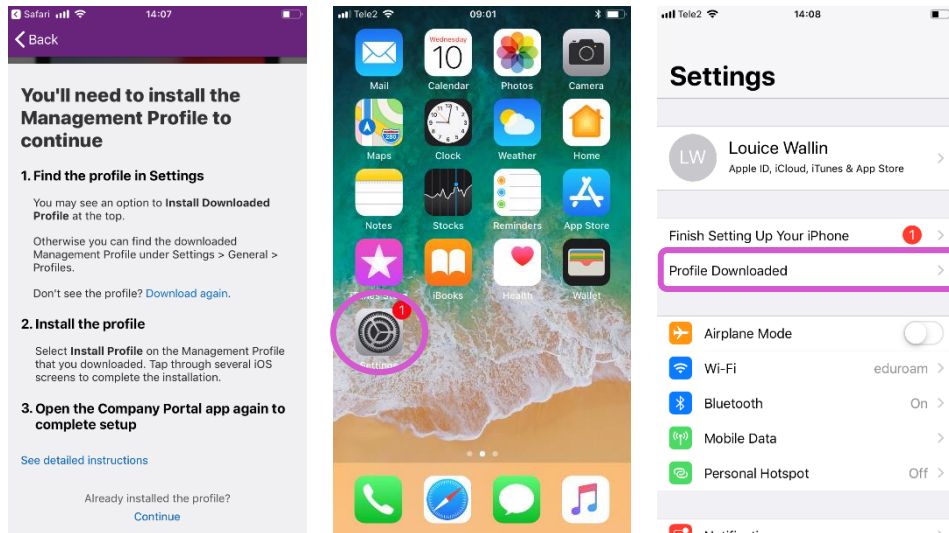 Safari 14:07
Back
You'll need to install the
Management Profile to
continue
1. Find the profile in Settings
You may see an option to Install Downloaded
Profile at the top.
Otherwise you can find the downloaded
Management Profile under Settings > General >
Profiles.
Don't see the profile? Download again.
2. Install the profile
Select Install Profile on the Management Profile
that you downloaded. Tap through several iOS
screens to complete the installation.
3. Open the Company Portal app again to
complete setup
See detailed instructions
Already installed the profile?
Continue
Tele2 09:01
Wednesday
10
Mail Calendar Photos Camera
Maps Clock Weather Home
Notes Stocks Reminders App Store
iTunes Store iBooks Health Wallet
1
Settings
Tele2 14:08
Settings
LW
Louice Wallin
Apple ID, iCloud, iTunes & App Store
Finish Setting Up Your iPhone 1
Profile Downloaded
Airplane Mode
Wi-Fi eduroam
Bluetooth On
Mobile Data
Personal Hotspot Off